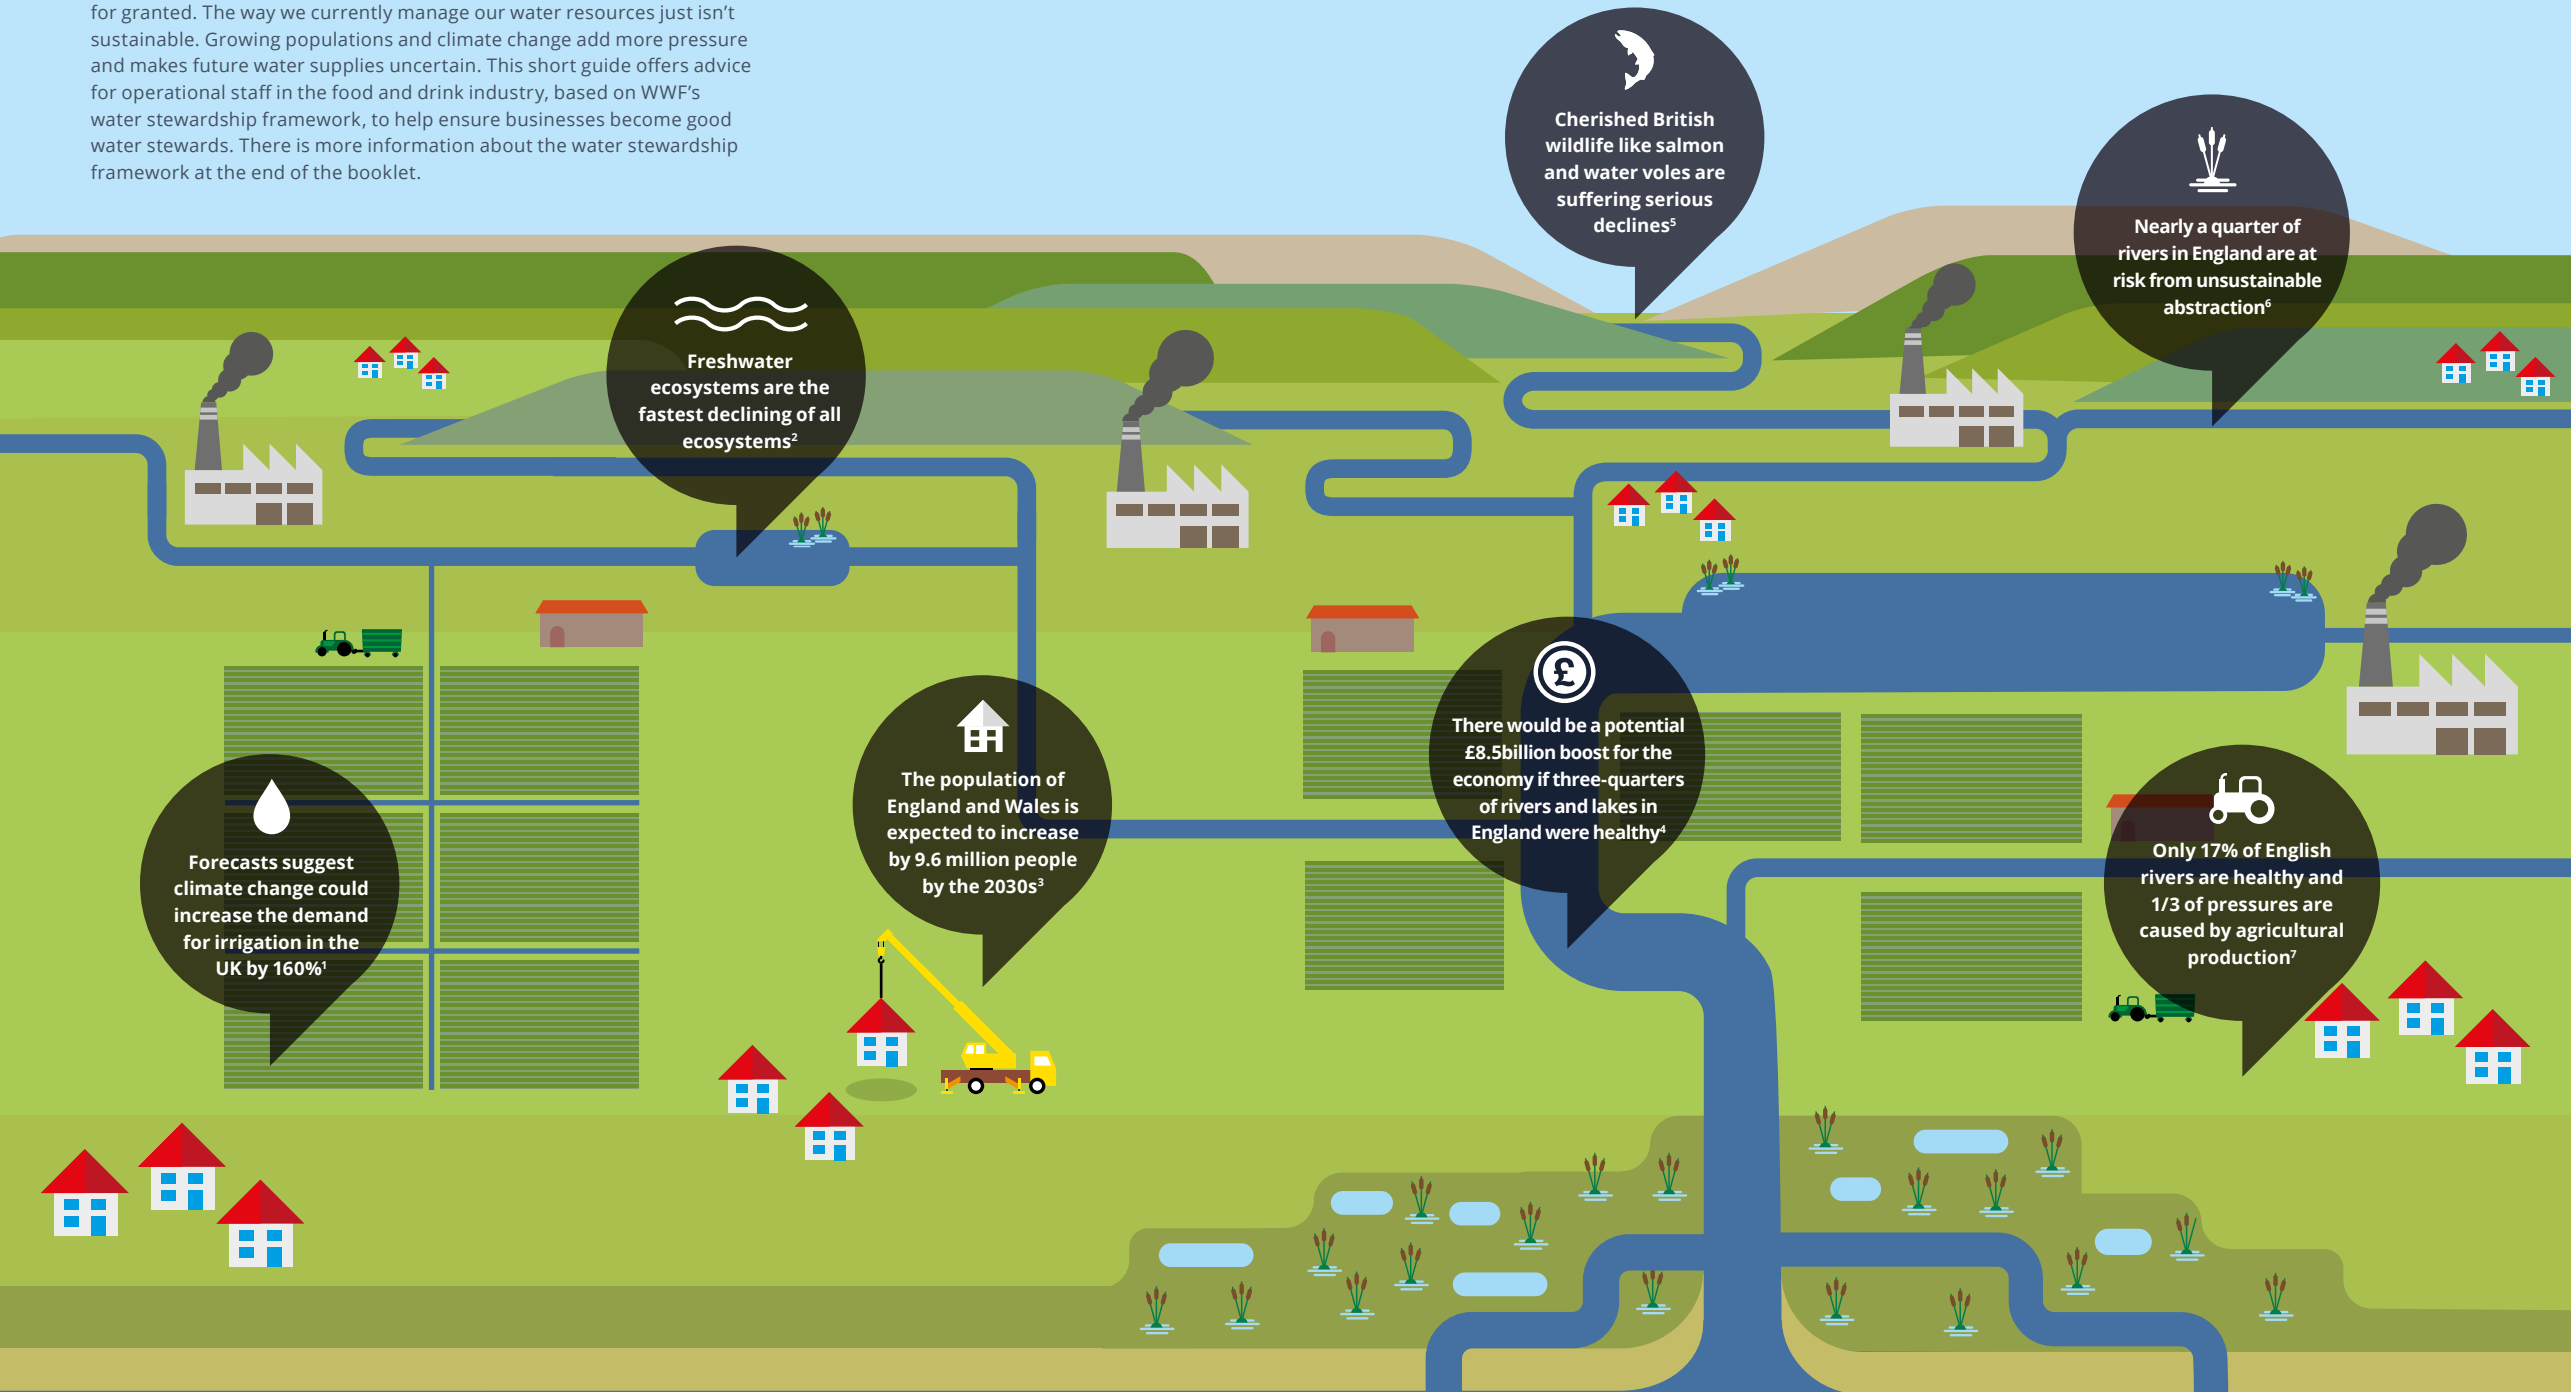 for granted. The way we currently manage our water resources just isn't
sustainable. Growing populations and climate change add more pressure
and makes future water supplies uncertain. This short guide offers advice
for operational staff in the food and drink industry, based on WWF's
water stewardship framework, to help ensure businesses become good
water stewards. There is more information about the water stewardship
framework at the end of the booklet.
Cherished British
wildlife like salmon
and water voles are
suffering serious
declines⁵
Nearly a quarter of
rivers in England are at
risk from unsustainable
abstraction⁶
Freshwater
ecosystems are the
fastest declining of all
ecosystems²
£
There would be a potential
£8.5billion boost for the
economy if three-quarters
of rivers and lakes in
England were healthy⁴
The population of
England and Wales is
expected to increase
by 9.6 million people
by the 2030s³
Forecasts suggest
climate change could
increase the demand
for irrigation in the
UK by 160%¹
Only 17% of English
rivers are healthy and
1/3 of pressures are
caused by agricultural
production⁷